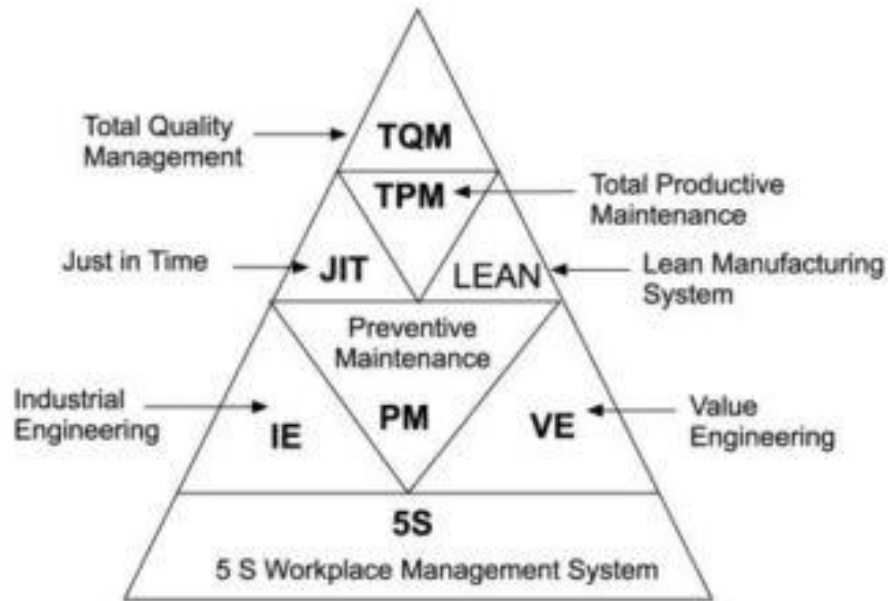 Total Quality
Management
TQM
TPM
Total Productive
Maintenance
Just in Time
JIT
LEAN
Lean Manufacturing
System
Preventive
Maintenance
Industrial
Engineering
IE
PM
VE
Value
Engineering
5S
5 S Workplace Management System